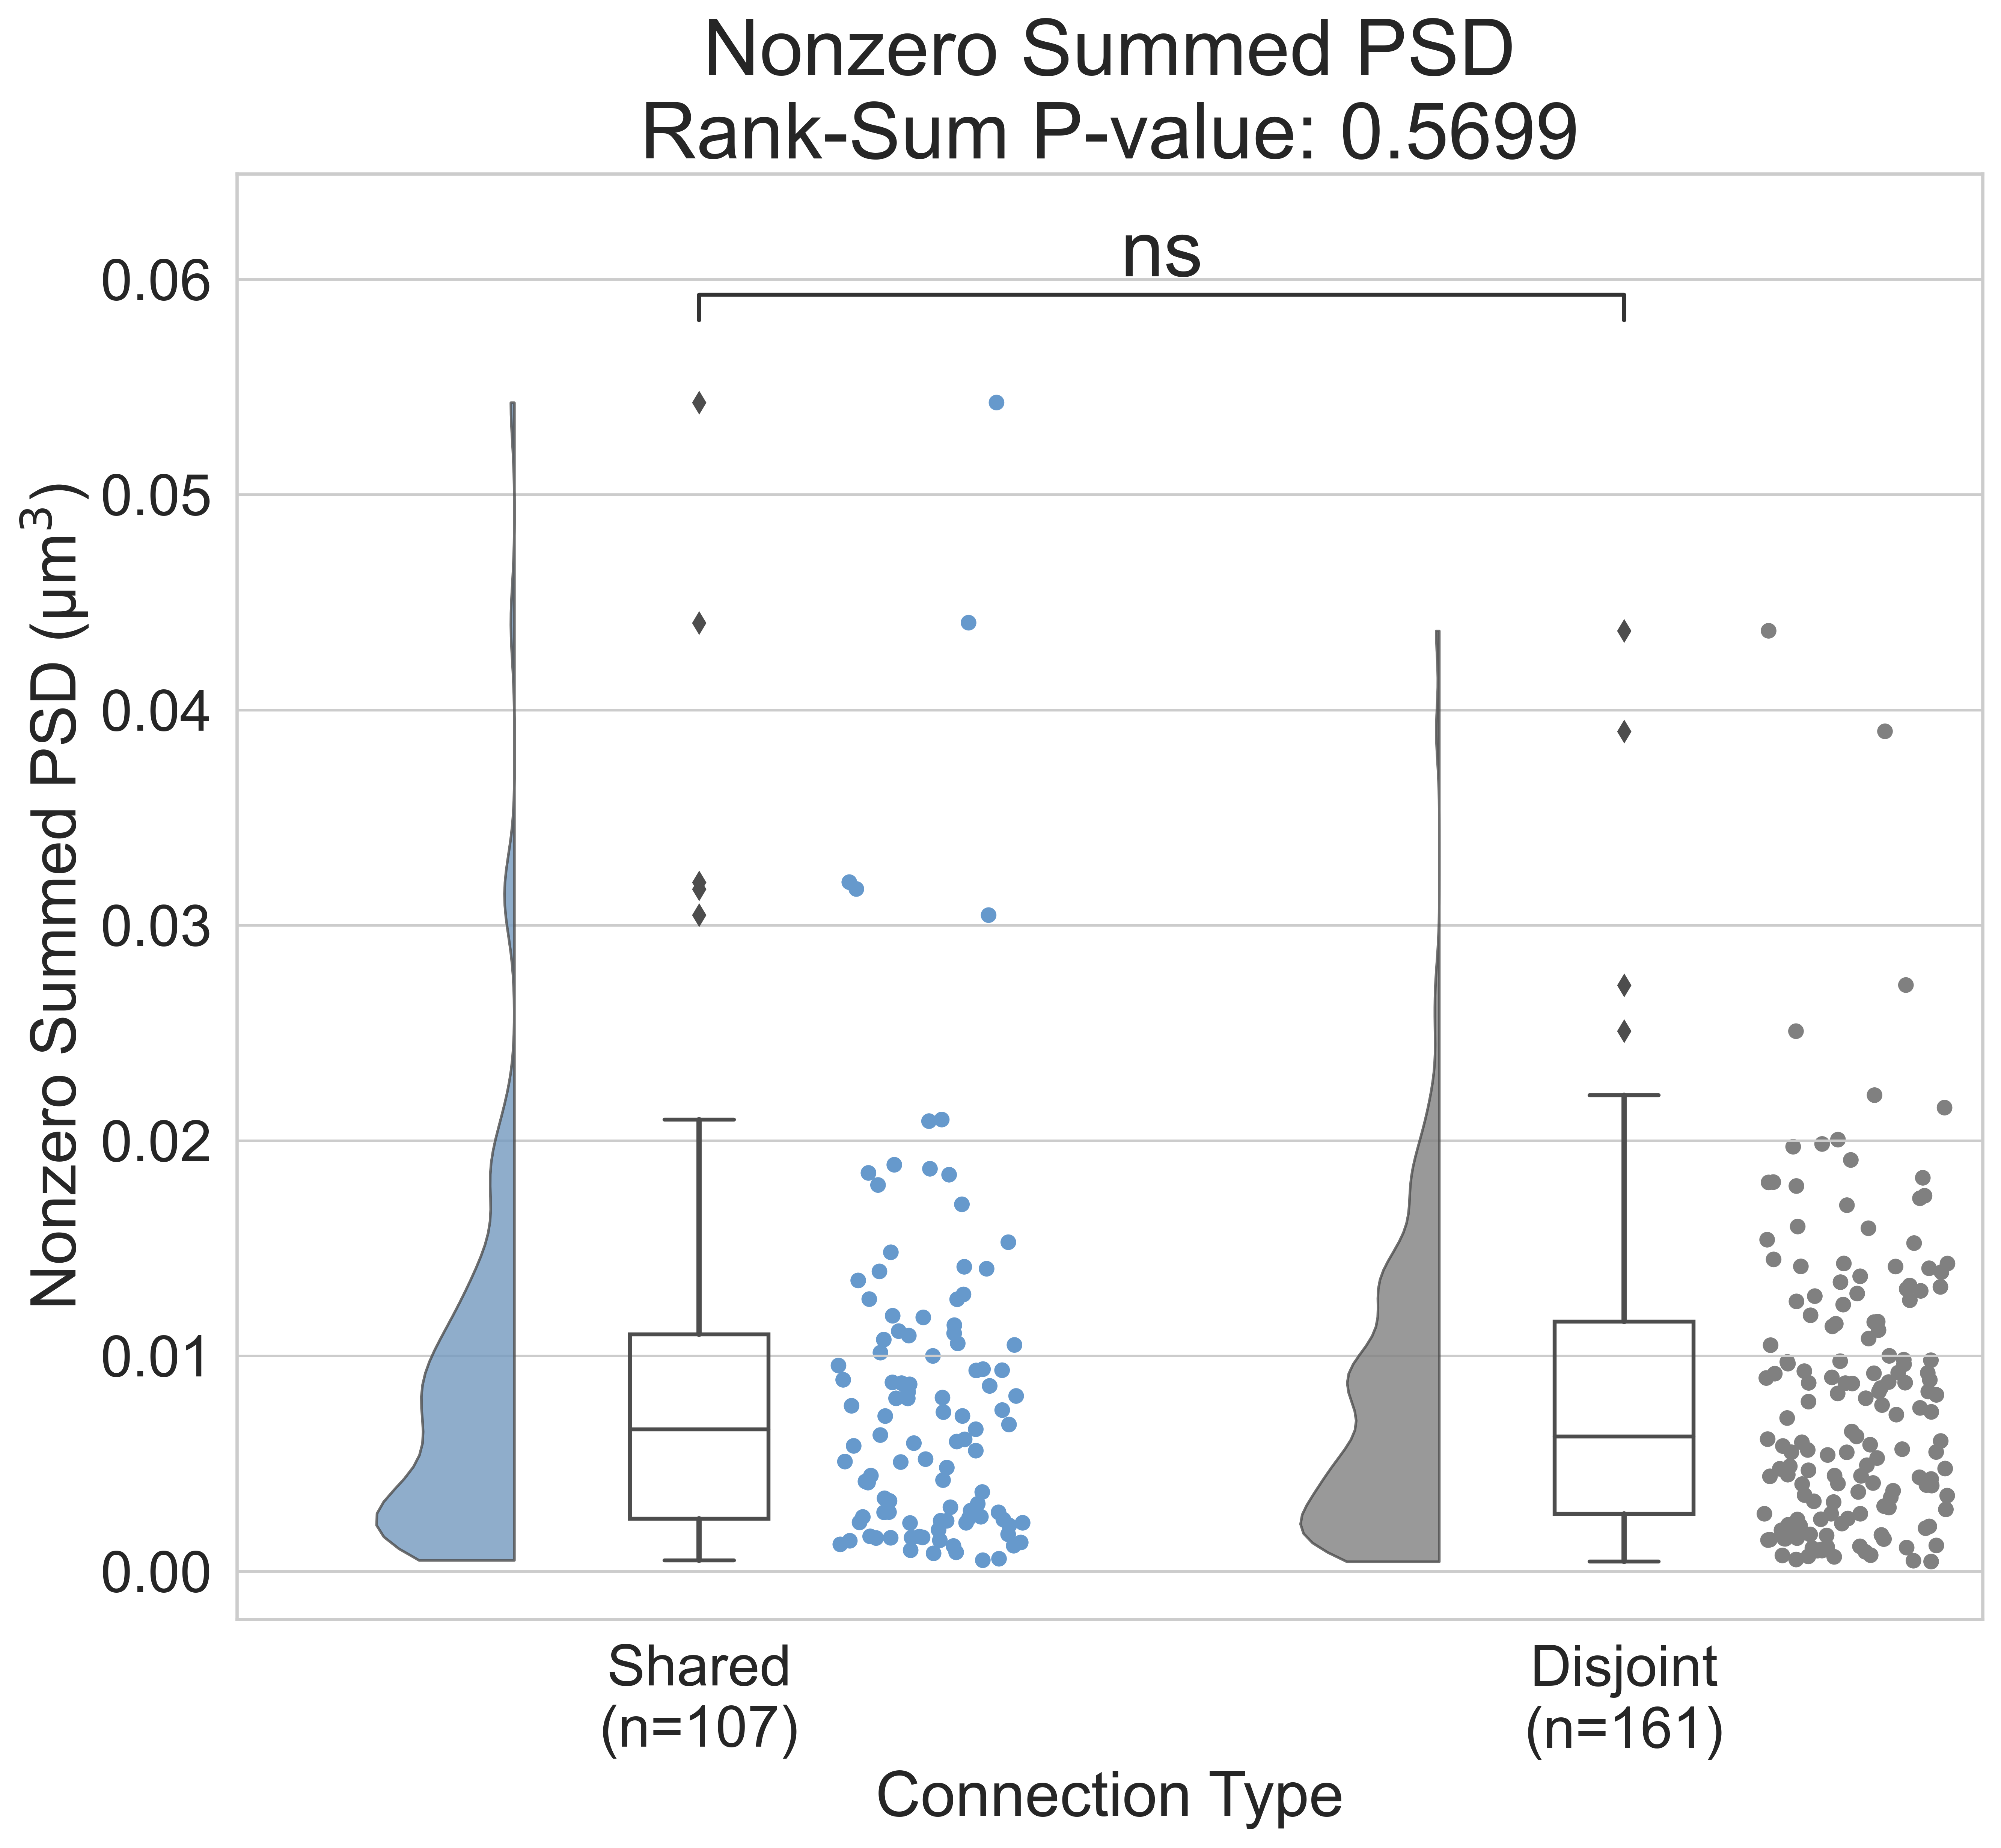 Nonzero Summed PSD
Rank-Sum P-value: 0.5699
ns
0.06
0.05
0.04
0.03
0.02
0.01
0.00
Nonzero Summed PSD (μm³)
Shared
(n=107)
Disjoint
(n=161)
Connection Type